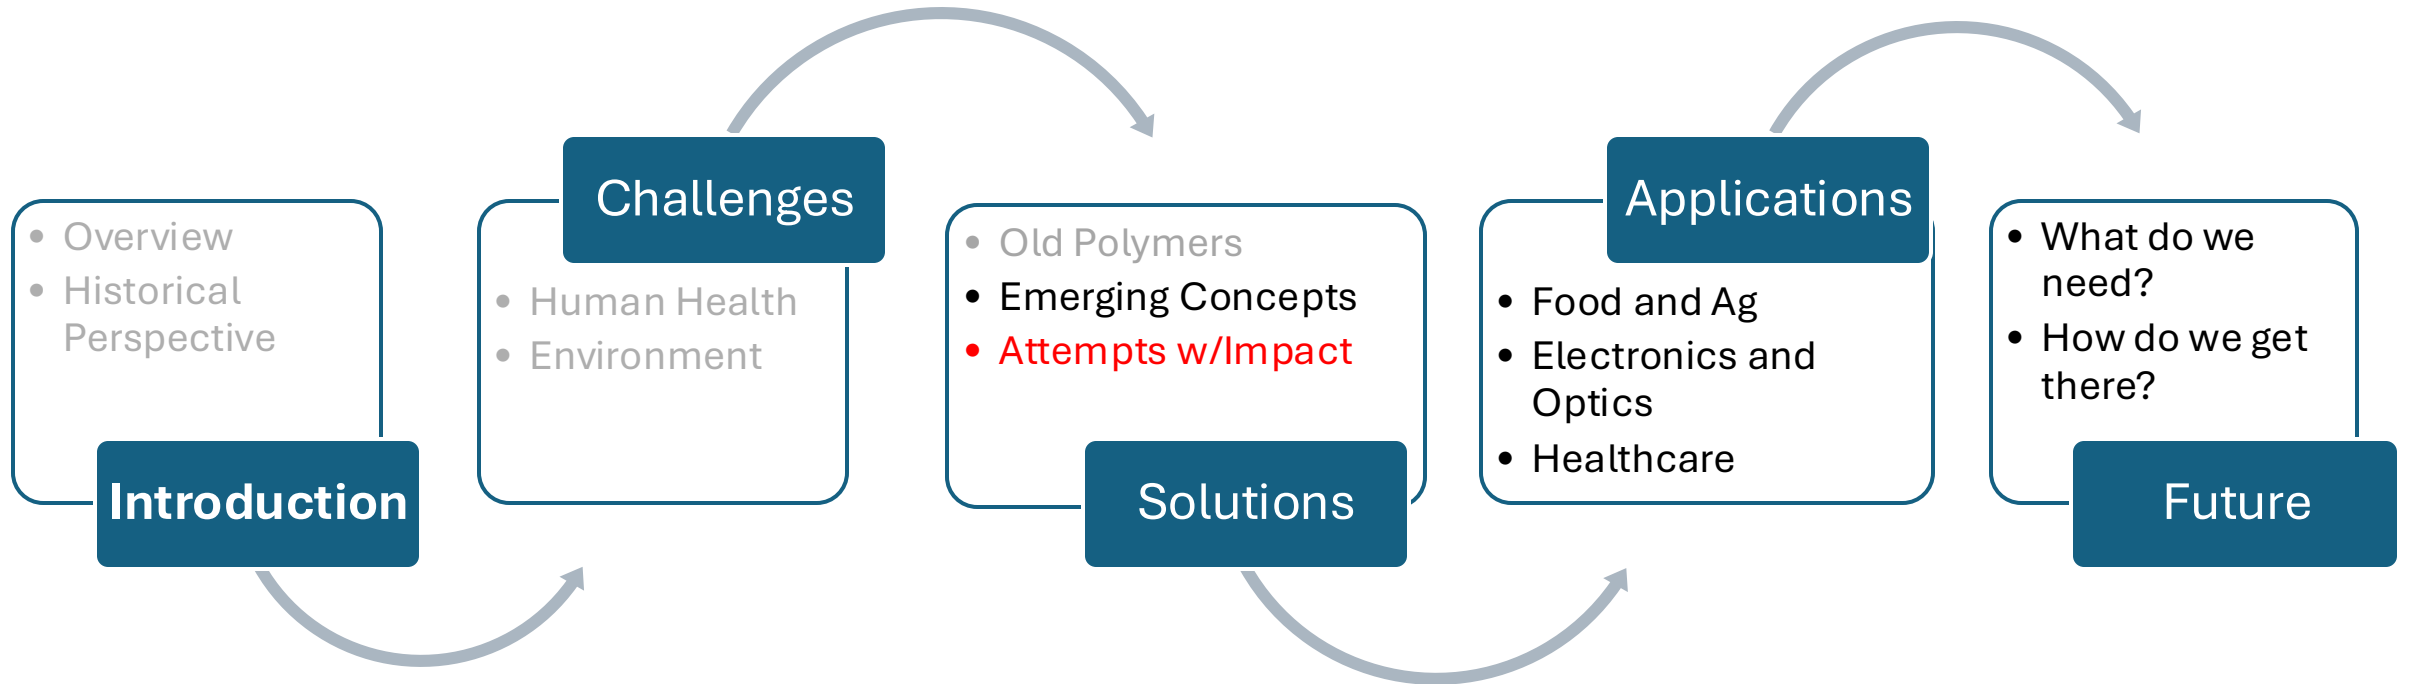 • Overview
• Historical
Perspective
Introduction
Challenges
• Human Health
• Environment
• Old Polymers
• Emerging Concepts
• Attempts w/Impact
Solutions
Applications
• Food and Ag
• Electronics and
Optics
• Healthcare
• What do we
need?
• How do we get
there?
Future